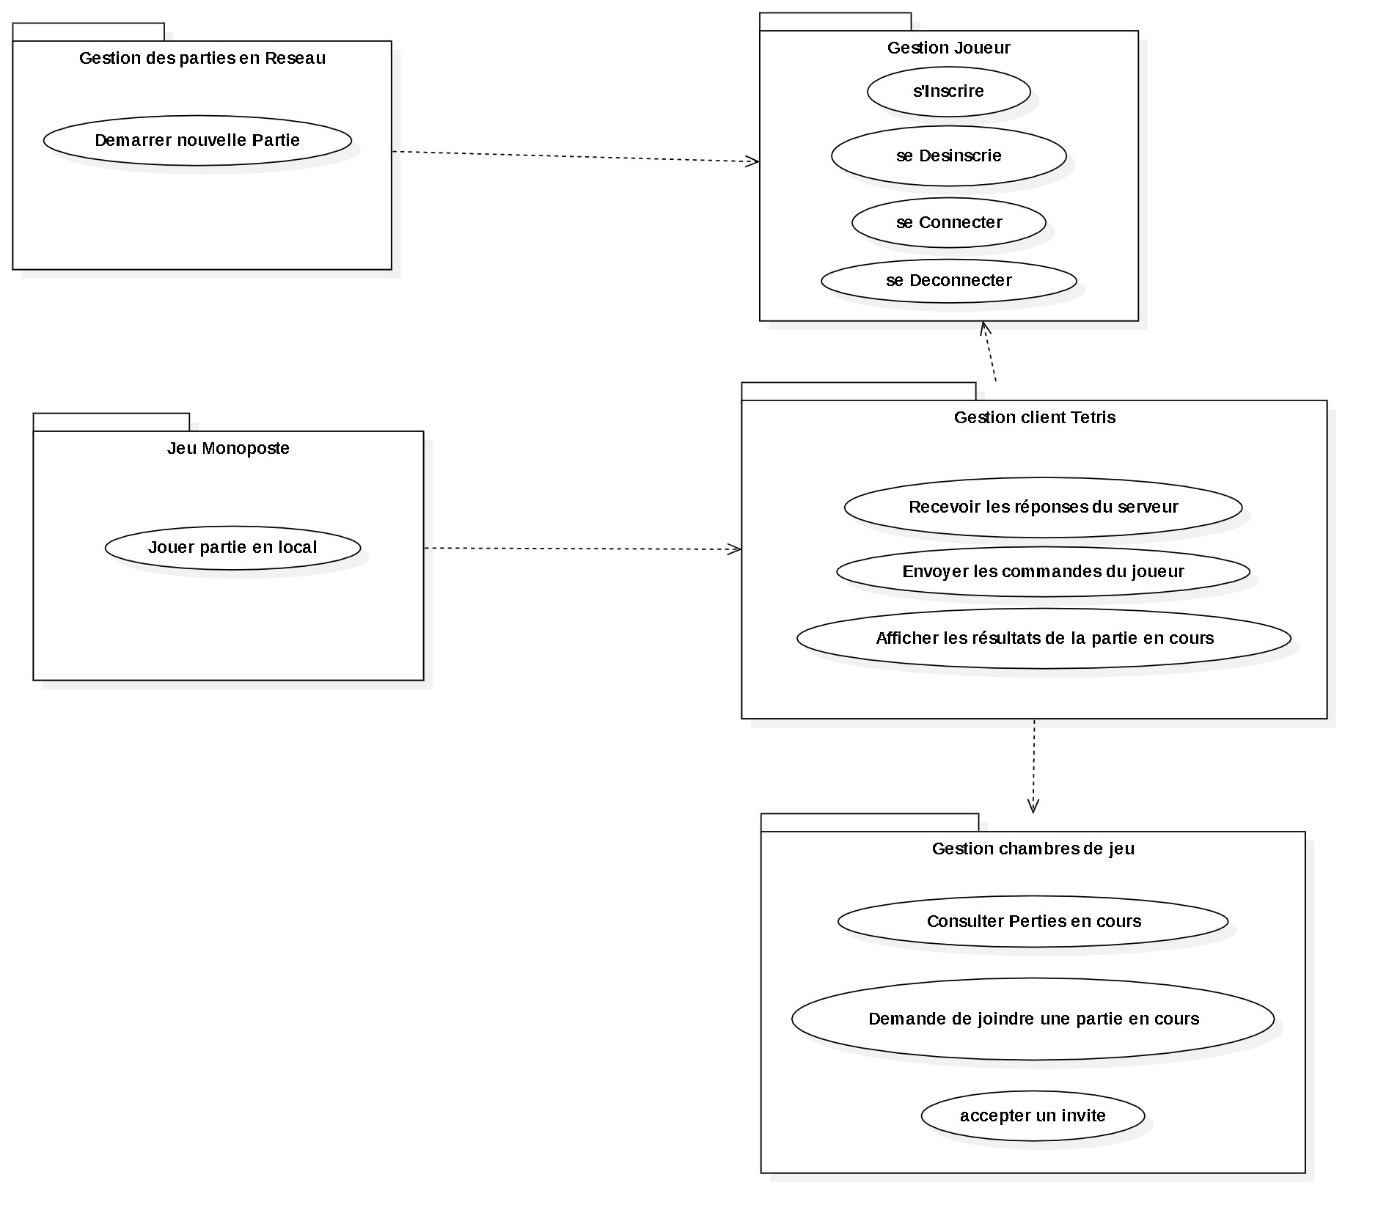 Gestion des parties en Reseau
Demarrer nouvelle Partie
Gestion Joueur
s'Inscrire
se Desinscrie
se Connecter
se Deconnecter
Jeu Monoposte
Jouer partie en local
Gestion client Tetris
Recevoir les réponses du serveur
Envoyer les commandes du joueur
Afficher les résultats de la partie en cours
Gestion chambres de jeu
Consulter Perties en cours
Demande de joindre une partie en cours
accepter un invite